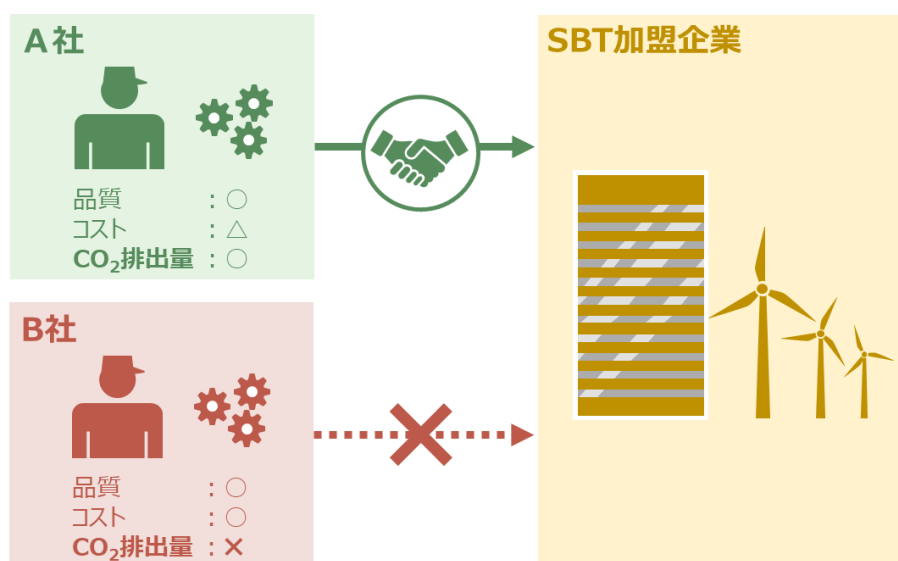 A社
品質 : ○
コスト : △
CO₂排出量 : ○
SBT加盟企業
B社
品質 : ○
コスト : ○
CO₂排出量 : ×